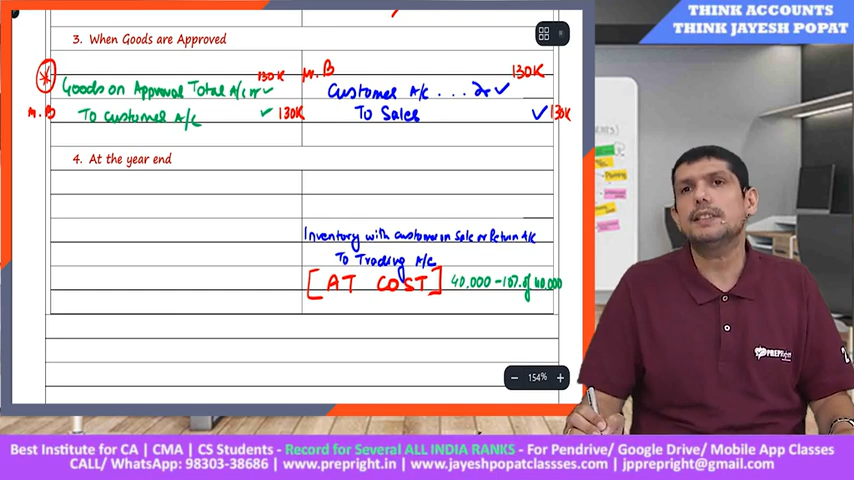 THINK ACCOUNTS
THINK JAYESH POPAT
3. When Goods are Approved
130K
Goods on Approval Total A/c Dr ✓
M.B To customer A/c ✓ 130K
Mr. B 130K
Customer A/c ... Dr ✓
To Sales ✓ 130K
4. At the year end
Inventory with customer on Sale or Return A/c
To Trading A/c
[AT COST] 40,000 - 10% of 40,000
154%
PREPRight
Best Institute for CA | CMA | CS Students - Record for Several ALL INDIA RANKS - For Pendrive/ Google Drive/ Mobile App Classes
CALL/ WhatsApp: 98303-38686 | www.prepright.in | www.jayeshpopatclassses.com | jpprepright@gmail.com